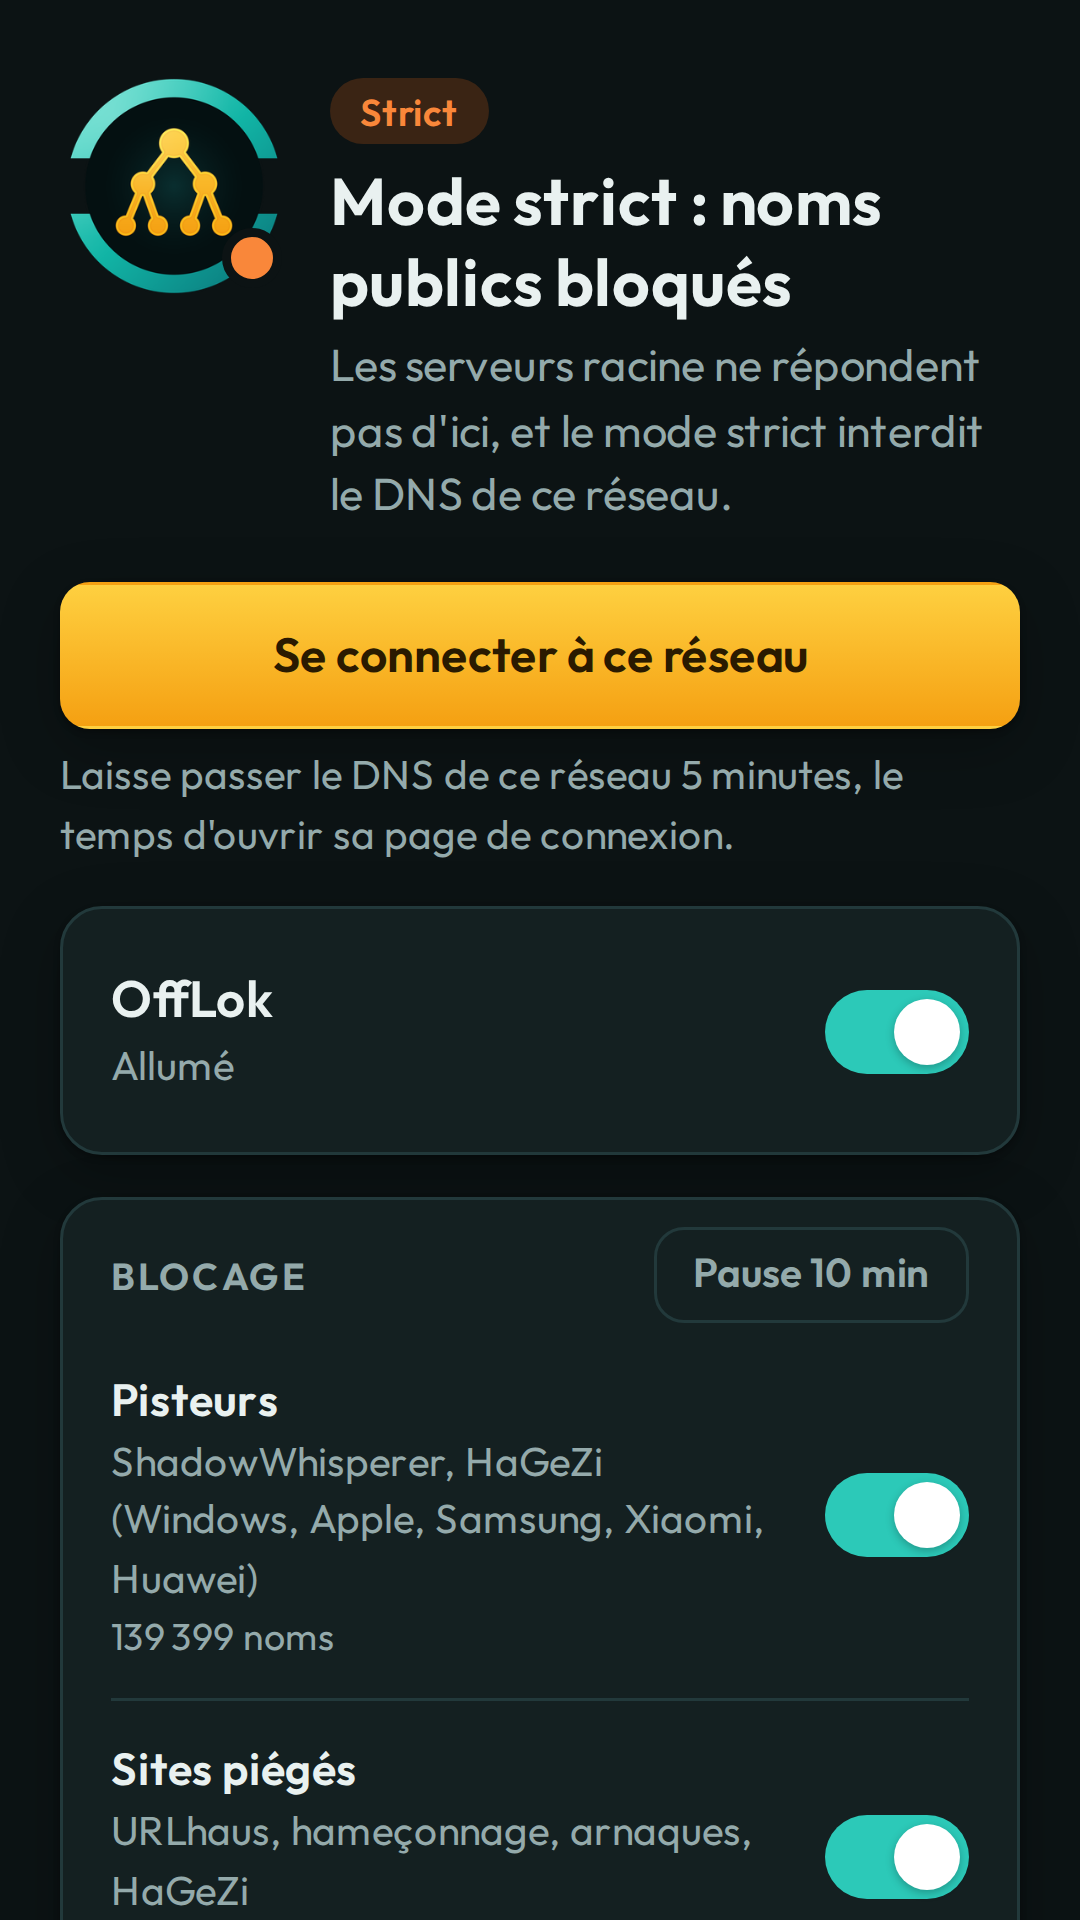 Strict
Mode strict : noms
publics bloqués
Les serveurs racine ne répondent
pas d'ici, et le mode strict interdit
le DNS de ce réseau.
Se connecter à ce réseau
Laisse passer le DNS de ce réseau 5 minutes, le
temps d'ouvrir sa page de connexion.
OffLok
Allumé
BLOCAGE
Pause 10 min
Pisteurs
ShadowWhisperer, HaGeZi
(Windows, Apple, Samsung, Xiaomi,
Huawei)
139 399 noms
Sites piégés
URLhaus, hameçonnage, arnaques,
HaGeZi